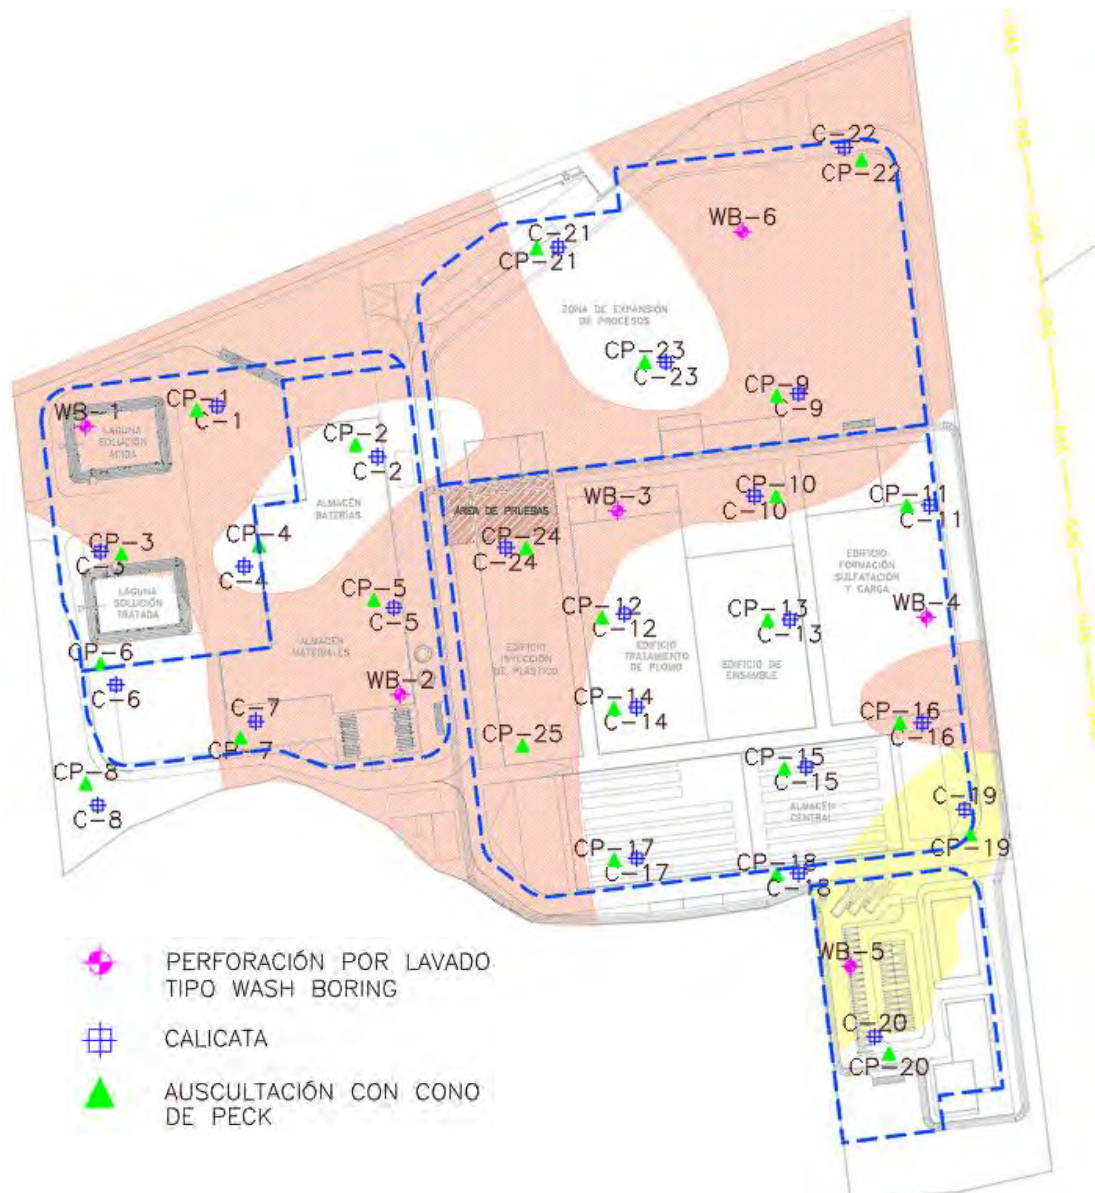 C-22
CP-22
WB-6
C-21
CP-21
ZONA DE EXPANSIÓN
DE PROCESOS
CP-23
C-23
CP-9
C-9
CP-1
C-1
WB-1
LAGUNA
SOLUCIÓN
ÁCIDA
CP-2
C-2
ALMACÉN
BATERÍAS
ÁREA DE PRUEBAS
WB-3
CP-10
C-10
CP-11
C-11
CP-3
C-3
CP-4
C-4
CP-24
C-24
EDIFICIO
FORMACIÓN
SULFATACIÓN
Y CARGA
LAGUNA
SOLUCIÓN
TRATADA
CP-5
C-5
CP-12
C-12
CP-13
C-13
WB-4
ALMACÉN
MATERIALES
EDIFICIO
INYECCIÓN
DE PLÁSTICO
EDIFICIO
TRATAMIENTO
DE PLOMO
EDIFICIO DE
ENSAMBLE
CP-6
C-6
WB-2
CP-14
C-14
C-7
CP-7
CP-25
CP-16
C-16
CP-8
C-8
CP-15
C-15
ALMACÉN
CENTRAL
C-19
CP-19
CP-17
C-17
CP-18
C-18
WB-5
C-20
CP-20
PERFORACIÓN POR LAVADO
TIPO WASH BORING
CALICATA
AUSCULTACIÓN CON CONO
DE PECK